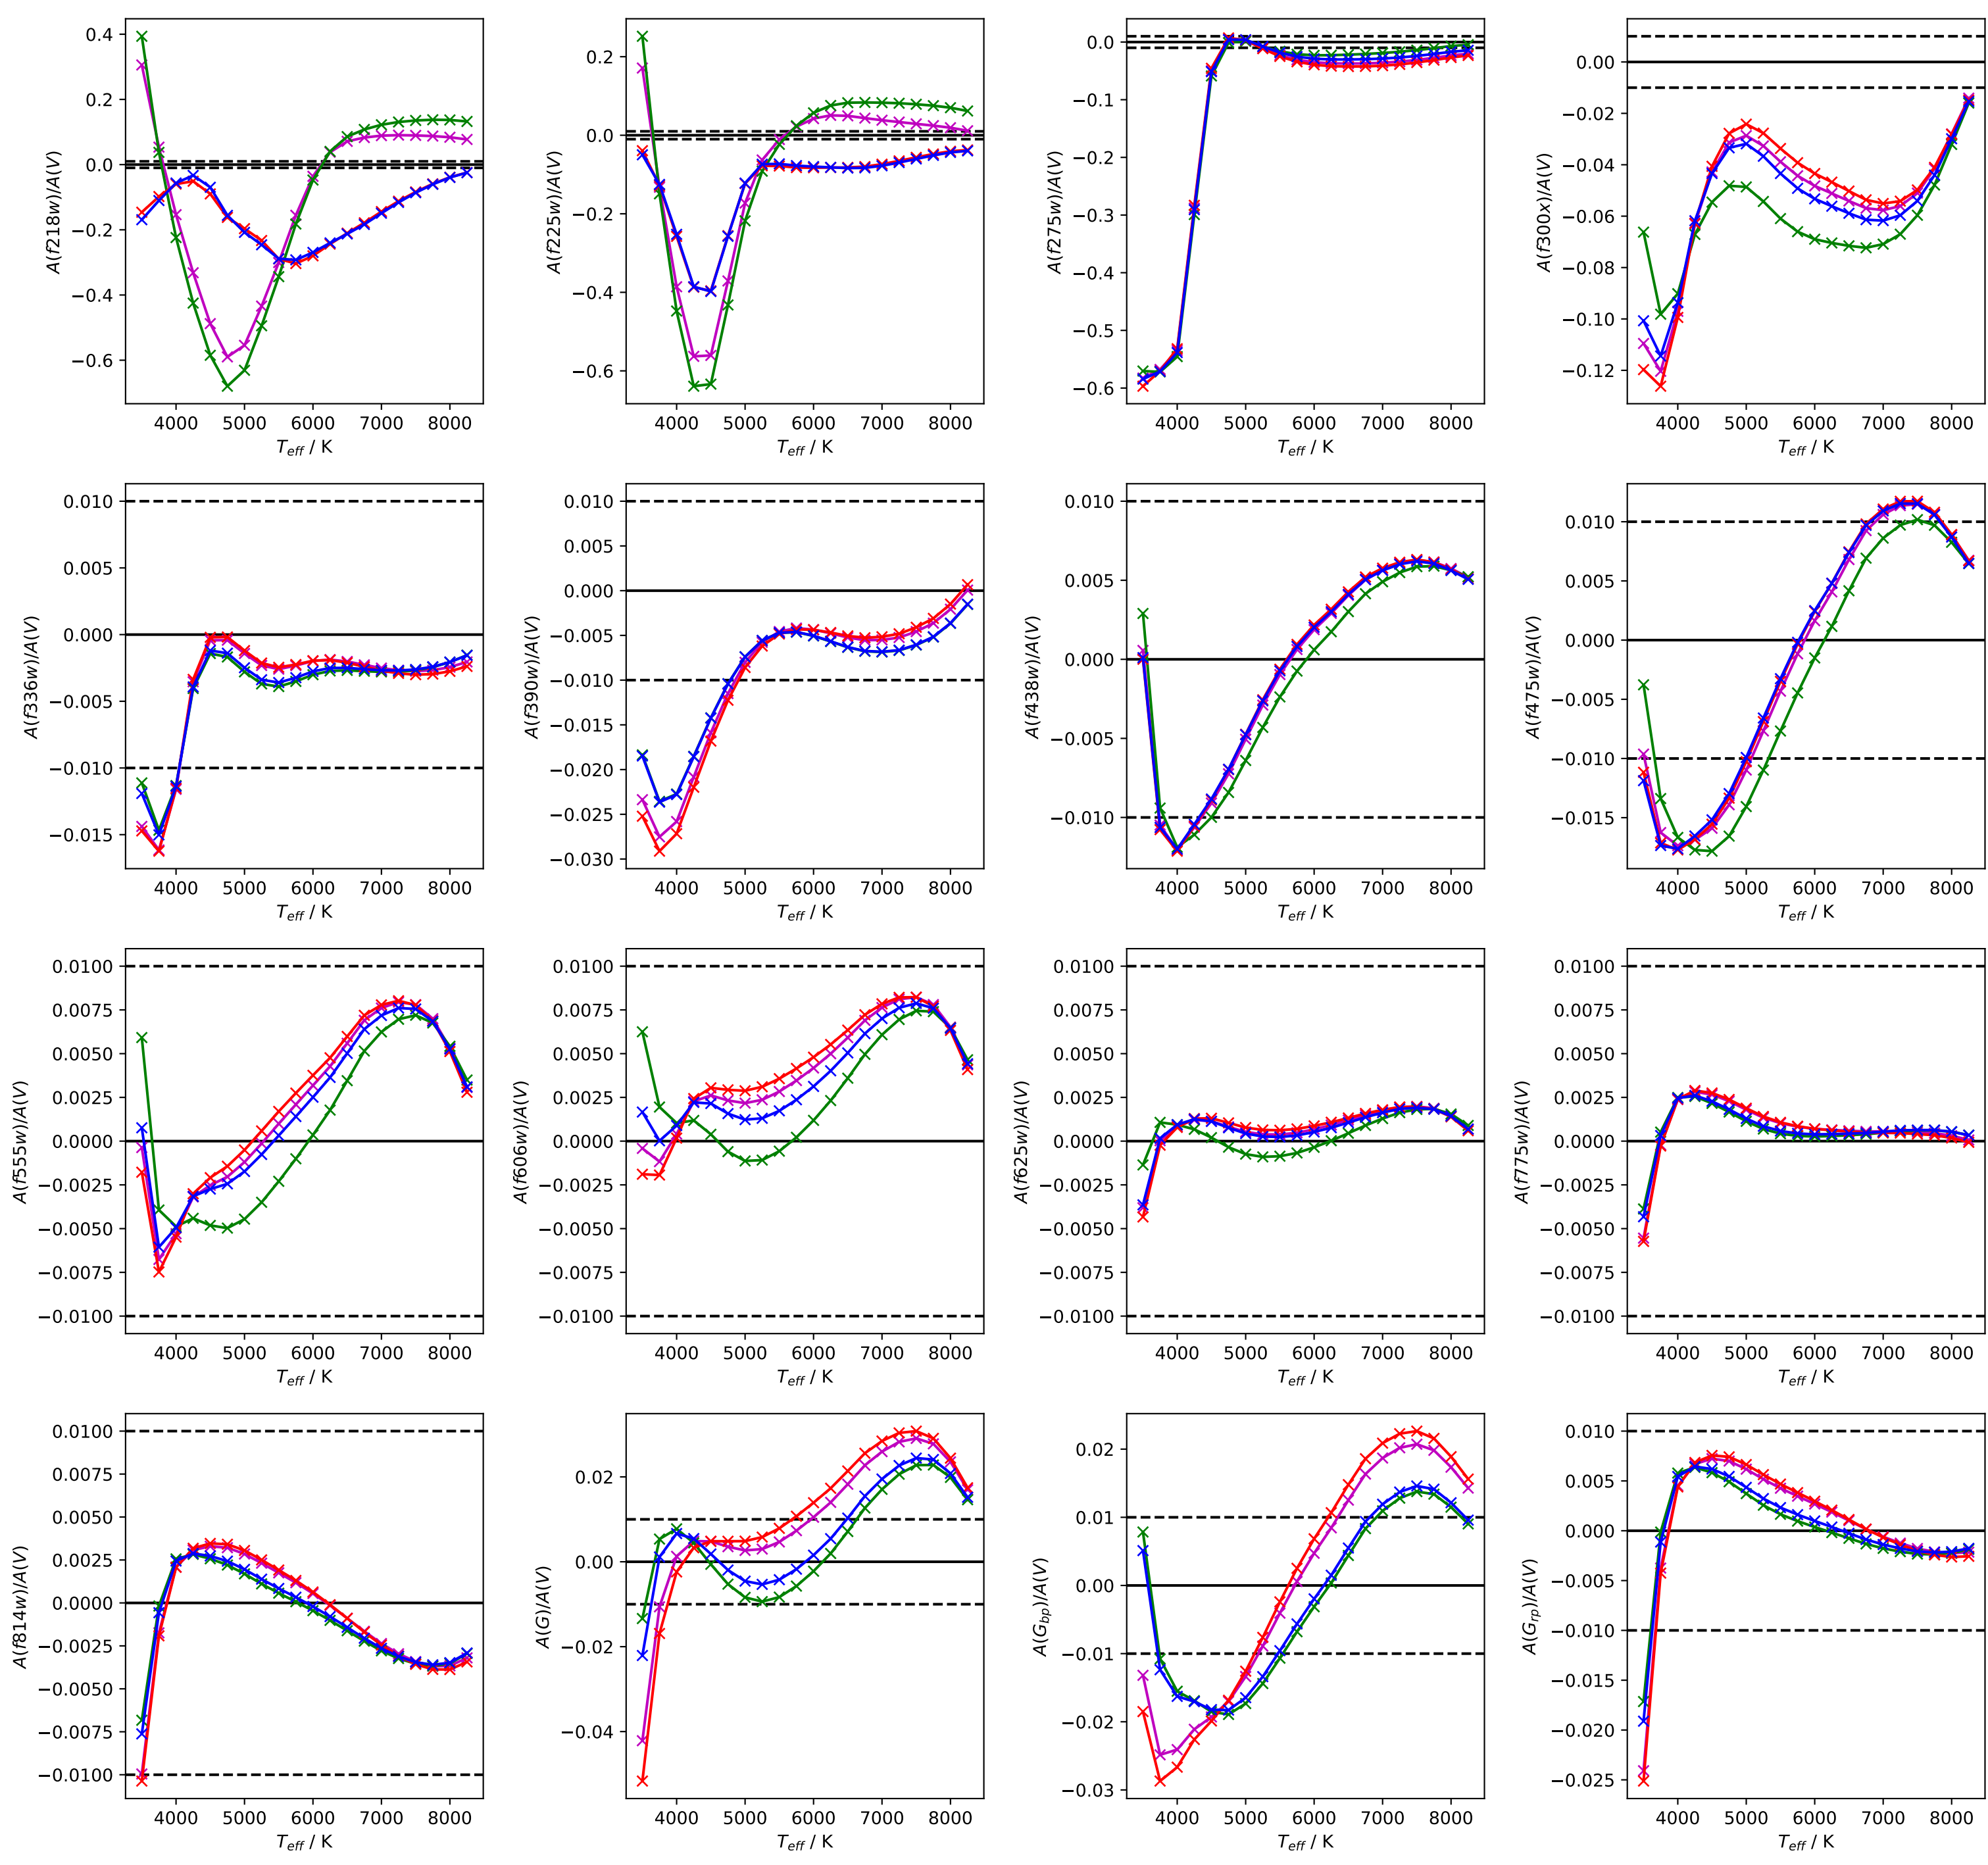 A(f218w)/A(V)
0.4
0.2
0.0
−0.2
−0.4
−0.6
4000 5000 6000 7000 8000
T_eff / K
A(f225w)/A(V)
0.2
0.0
−0.2
−0.4
−0.6
4000 5000 6000 7000 8000
T_eff / K
A(f275w)/A(V)
0.0
−0.1
−0.2
−0.3
−0.4
−0.5
−0.6
4000 5000 6000 7000 8000
T_eff / K
A(f300x)/A(V)
0.00
−0.02
−0.04
−0.06
−0.08
−0.10
−0.12
4000 5000 6000 7000 8000
T_eff / K
A(f336w)/A(V)
0.010
0.005
0.000
−0.005
−0.010
−0.015
4000 5000 6000 7000 8000
T_eff / K
A(f390w)/A(V)
0.010
0.005
0.000
−0.005
−0.010
−0.015
−0.020
−0.025
−0.030
4000 5000 6000 7000 8000
T_eff / K
A(f438w)/A(V)
0.010
0.005
0.000
−0.005
−0.010
4000 5000 6000 7000 8000
T_eff / K
A(f475w)/A(V)
0.010
0.005
0.000
−0.005
−0.010
−0.015
4000 5000 6000 7000 8000
T_eff / K
A(f555w)/A(V)
0.0100
0.0075
0.0050
0.0025
0.0000
−0.0025
−0.0050
−0.0075
−0.0100
4000 5000 6000 7000 8000
T_eff / K
A(f606w)/A(V)
0.0100
0.0075
0.0050
0.0025
0.0000
−0.0025
−0.0050
−0.0075
−0.0100
4000 5000 6000 7000 8000
T_eff / K
A(f625w)/A(V)
0.0100
0.0075
0.0050
0.0025
0.0000
−0.0025
−0.0050
−0.0075
−0.0100
4000 5000 6000 7000 8000
T_eff / K
A(f775w)/A(V)
0.0100
0.0075
0.0050
0.0025
0.0000
−0.0025
−0.0050
−0.0075
−0.0100
4000 5000 6000 7000 8000
T_eff / K
A(f814w)/A(V)
0.0100
0.0075
0.0050
0.0025
0.0000
−0.0025
−0.0050
−0.0075
−0.0100
4000 5000 6000 7000 8000
T_eff / K
A(G)/A(V)
0.02
0.00
−0.02
−0.04
4000 5000 6000 7000 8000
T_eff / K
A(G_bp)/A(V)
0.02
0.01
0.00
−0.01
−0.02
−0.03
4000 5000 6000 7000 8000
T_eff / K
A(G_rp)/A(V)
0.010
0.005
0.000
−0.005
−0.010
−0.015
−0.020
−0.025
4000 5000 6000 7000 8000
T_eff / K